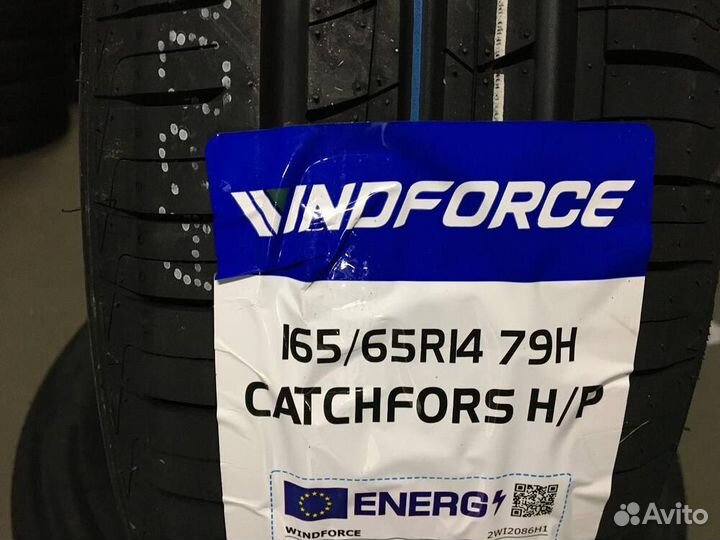 WINDFORCE
165/65R14 79H
CATCHFORS H/P
ENERG
WINDFORCE 2WI2086H1
Avito